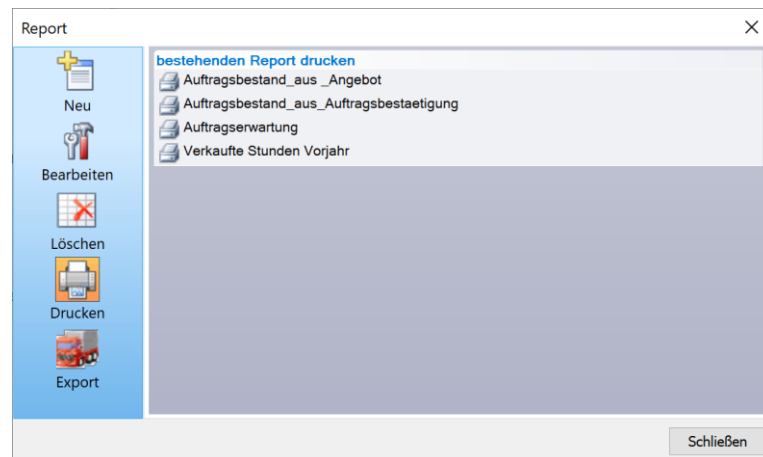 Report
Neu
Bearbeiten
Löschen
Drucken
Export
bestehenden Report drucken
Auftragsbestand_aus _Angebot
Auftragsbestand_aus_Auftragsbestaetigung
Auftragserwartung
Verkaufte Stunden Vorjahr
Schließen